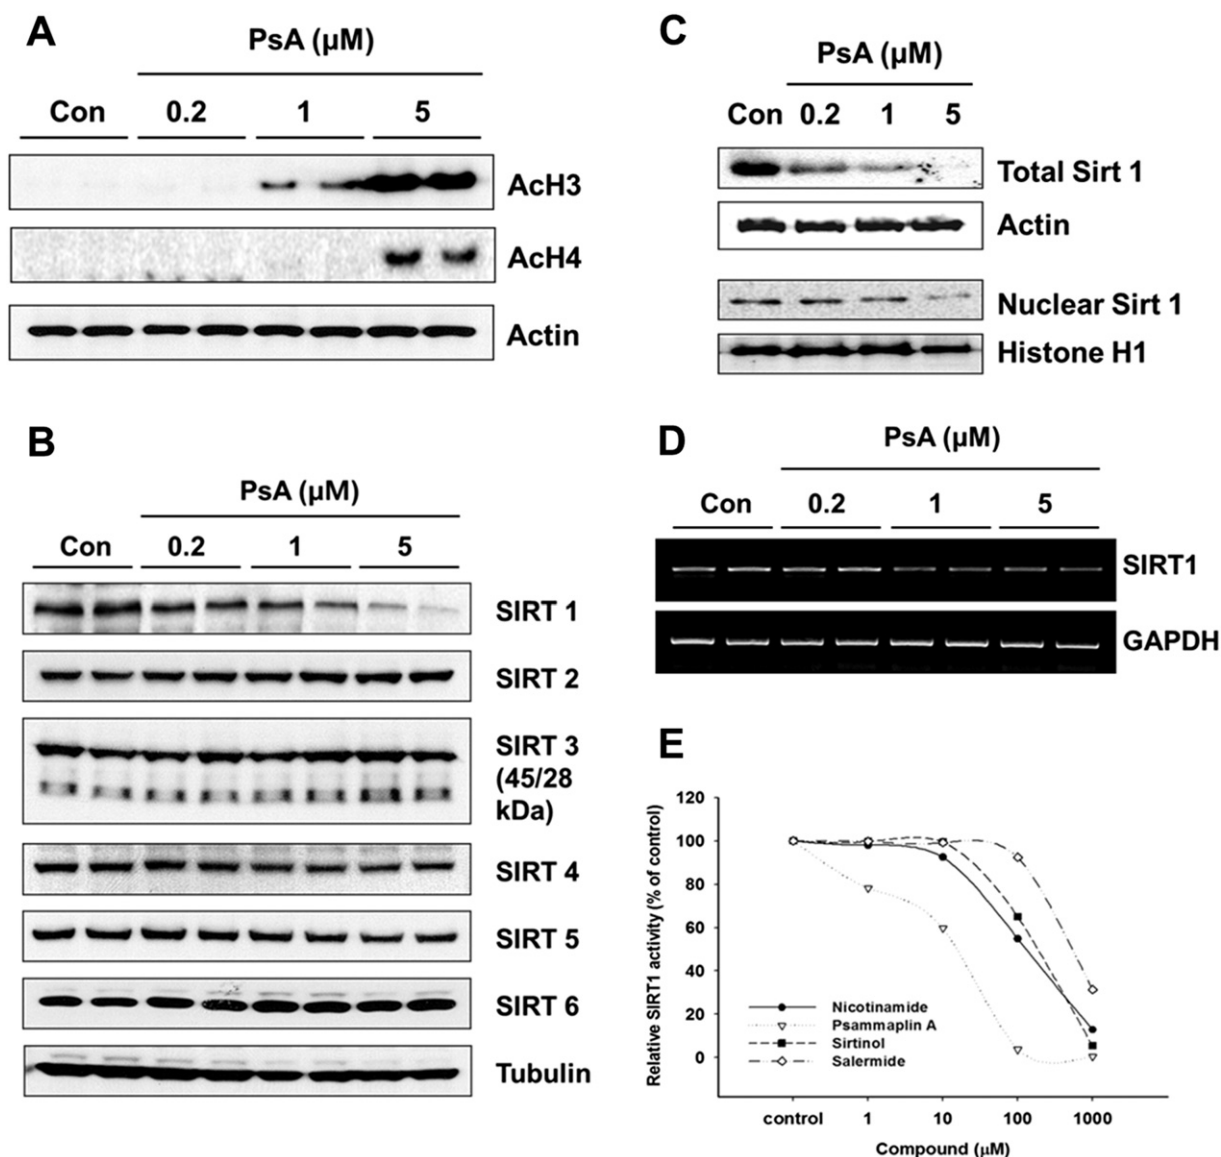 A
PsA (µM)
Con 0.2 1 5
AcH3
AcH4
Actin
B
PsA (µM)
Con 0.2 1 5
SIRT 1
SIRT 2
SIRT 3
(45/28
kDa)
SIRT 4
SIRT 5
SIRT 6
Tubulin
C
PsA (µM)
Con 0.2 1 5
Total Sirt 1
Actin
Nuclear Sirt 1
Histone H1
D
PsA (µM)
Con 0.2 1 5
SIRT1
GAPDH
E
Relative SIRT1 activity (% of control)
120
100
80
60
40
20
0
Nicotinamide
Psammaplin A
Sirtinol
Salermide
control 1 10 100 1000
Compound (µM)